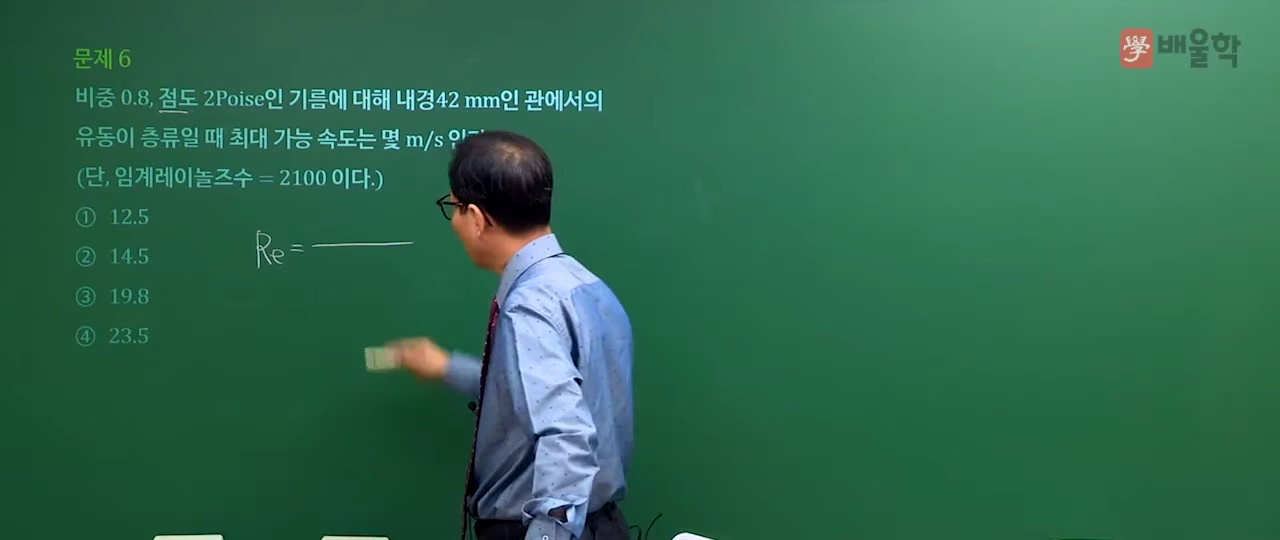 學 배울학
문제 6
비중 0.8, 점도 2Poise인 기름에 대해 내경42 mm인 관에서의
유동이 층류일 때 최대 가능 속도는 몇 m/s
(단, 임계레이놀즈수 = 2100 이다.)
① 12.5
② 14.5
③ 19.8
④ 23.5
Re =